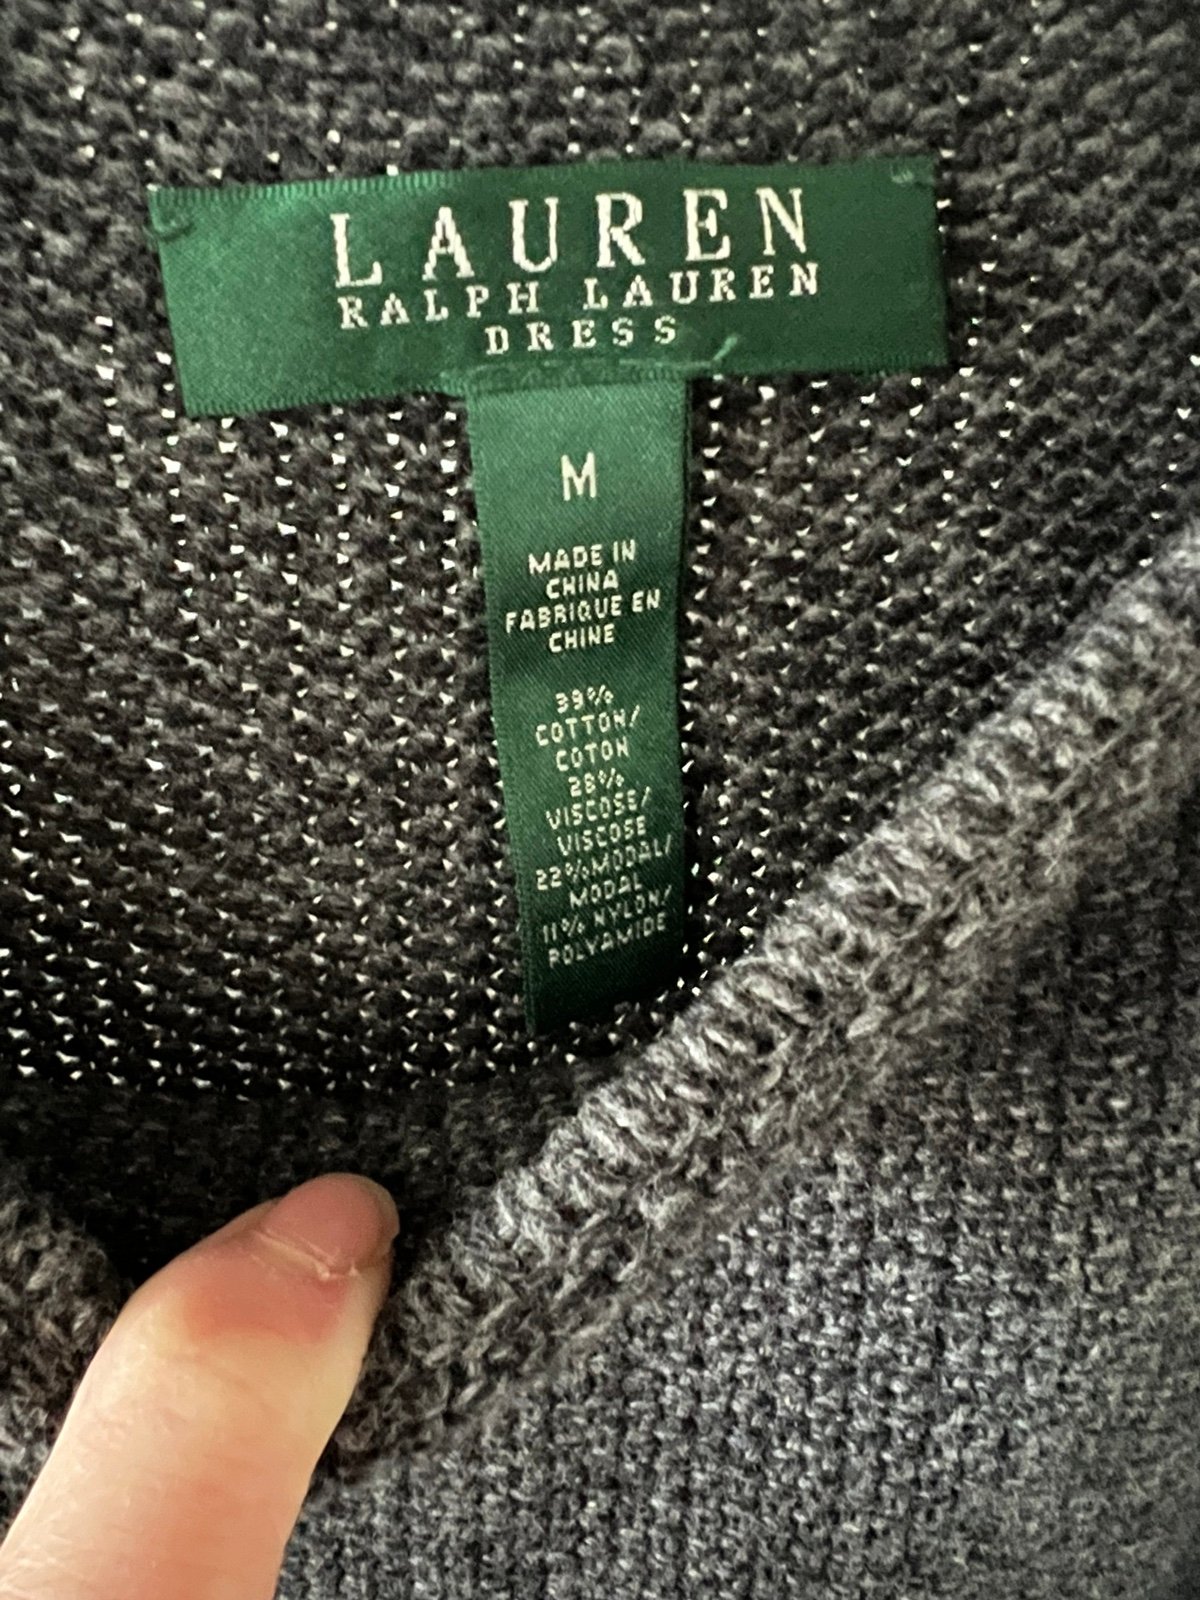 LAUREN
RALPH LAUREN
DRESS
M
MADE IN
CHINA
FABRIQUE EN
CHINE
39%
COTTON/
COTON
28%
VISCOSE/
VISCOSE
22%MODAL/
MODAL
11% NYLON/
POLYAMIDE